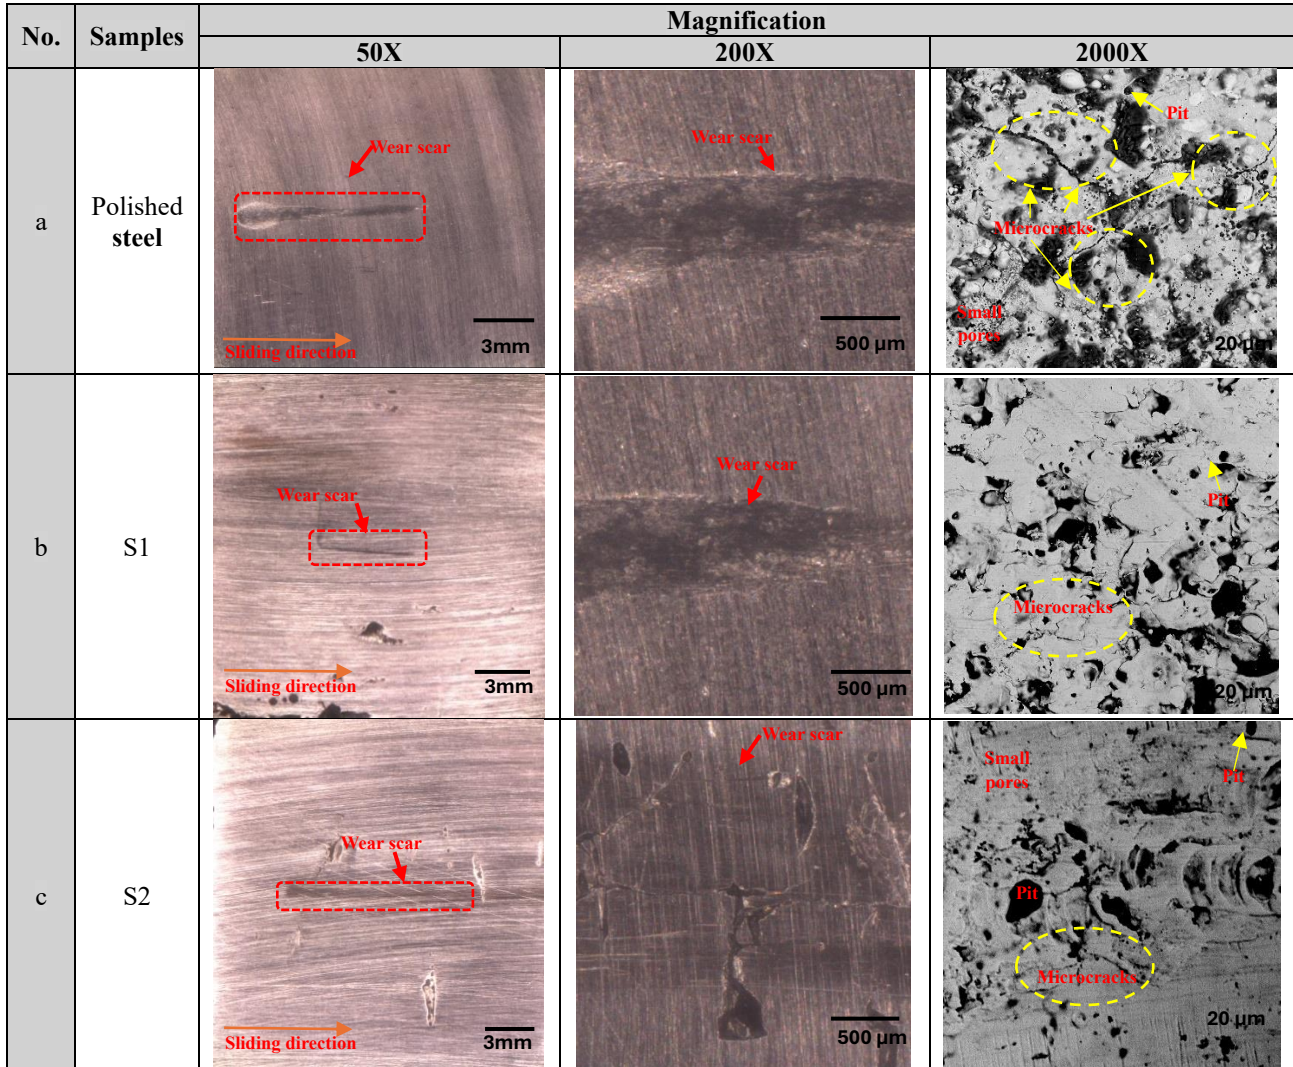 No.
Samples
Magnification
50X
200X
2000X
a
Polished
steel
Wear scar
Sliding direction
3mm
Wear scar
500 µm
Pit
Microcracks
Small
pores
20 µm
b
S1
Wear scar
Sliding direction
3mm
Wear scar
500 µm
Pit
Microcracks
20 µm
c
S2
Wear scar
Sliding direction
3mm
Wear scar
500 µm
Small
pores
Pit
Pit
Microcracks
20 µm